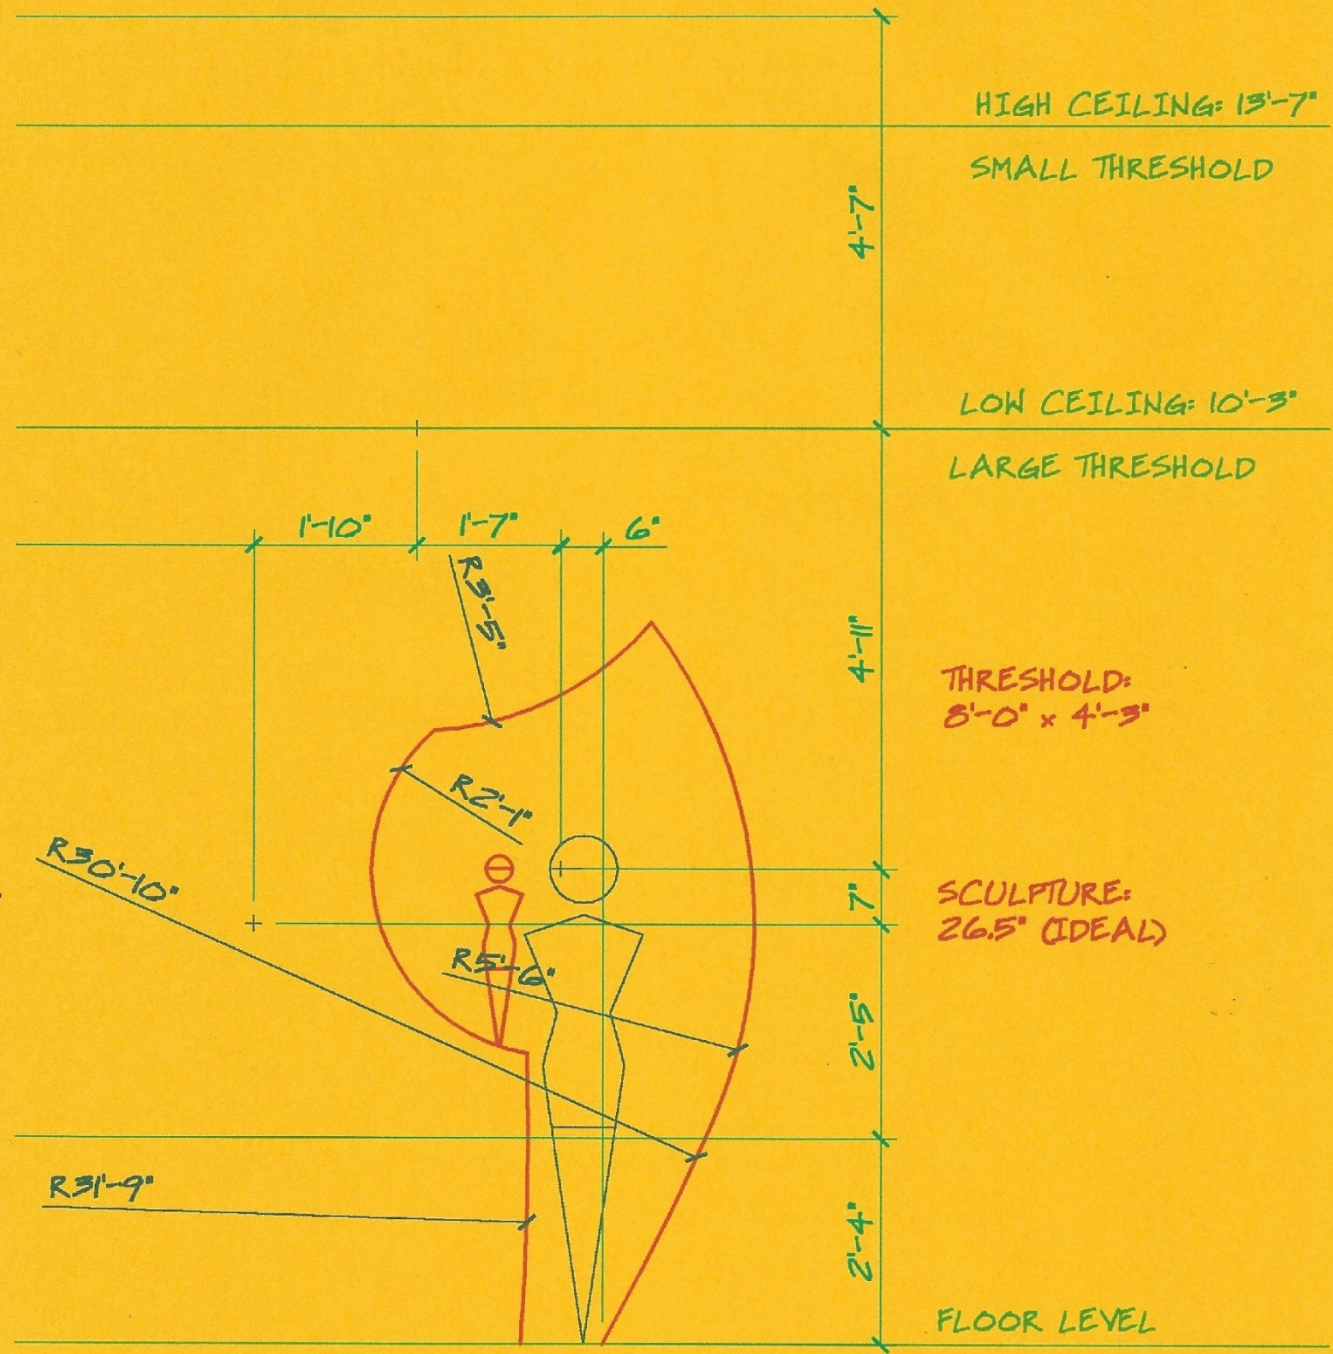 HIGH CEILING: 13'-7"
SMALL THRESHOLD
4'-7"
LOW CEILING: 10'-3"
LARGE THRESHOLD
1'-10"
1'-7"
6"
R3'-5"
4'-11"
THRESHOLD:
8'-0" x 4'-3"
R2'-1"
R30'-10"
7"
SCULPTURE:
26.5" (IDEAL)
R5'-6"
2'-5"
R31'-9"
2'-4"
FLOOR LEVEL